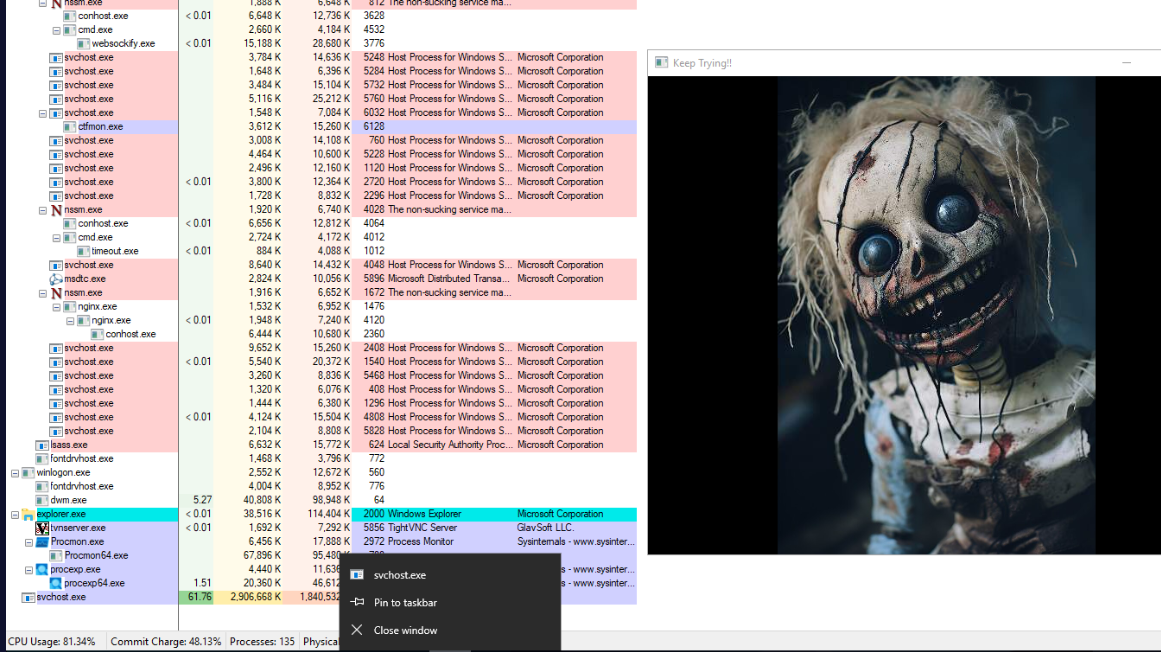 nssm.exe 1,888 K 6,648 K 812 The non-sucking service ma...
conhost.exe < 0.01 6,648 K 12,736 K 3628
cmd.exe 2,660 K 4,184 K 4532
websockify.exe < 0.01 15,188 K 28,680 K 3776
svchost.exe 3,784 K 14,636 K 5248 Host Process for Windows S... Microsoft Corporation
svchost.exe 1,648 K 6,396 K 5284 Host Process for Windows S... Microsoft Corporation
svchost.exe 3,484 K 15,104 K 5732 Host Process for Windows S... Microsoft Corporation
svchost.exe 5,116 K 25,212 K 5760 Host Process for Windows S... Microsoft Corporation
svchost.exe 1,548 K 7,084 K 6032 Host Process for Windows S... Microsoft Corporation
ctfmon.exe 3,612 K 15,260 K 6128
svchost.exe 3,008 K 14,108 K 760 Host Process for Windows S... Microsoft Corporation
svchost.exe 4,464 K 10,600 K 5228 Host Process for Windows S... Microsoft Corporation
svchost.exe 2,496 K 12,160 K 1120 Host Process for Windows S... Microsoft Corporation
svchost.exe < 0.01 3,800 K 12,364 K 2720 Host Process for Windows S... Microsoft Corporation
svchost.exe 1,728 K 8,832 K 2296 Host Process for Windows S... Microsoft Corporation
nssm.exe 1,920 K 6,740 K 4028 The non-sucking service ma...
conhost.exe < 0.01 6,656 K 12,812 K 4064
cmd.exe 2,724 K 4,172 K 4012
timeout.exe < 0.01 884 K 4,088 K 1012
svchost.exe 8,640 K 14,432 K 4048 Host Process for Windows S... Microsoft Corporation
msdtc.exe 2,824 K 10,056 K 5896 Microsoft Distributed Transa... Microsoft Corporation
nssm.exe 1,916 K 6,652 K 1672 The non-sucking service ma...
nginx.exe 1,532 K 6,952 K 1476
nginx.exe < 0.01 1,948 K 7,240 K 4120
conhost.exe 6,444 K 10,680 K 2360
svchost.exe 9,652 K 15,260 K 2408 Host Process for Windows S... Microsoft Corporation
svchost.exe < 0.01 5,540 K 20,372 K 1540 Host Process for Windows S... Microsoft Corporation
svchost.exe 3,260 K 8,836 K 5468 Host Process for Windows S... Microsoft Corporation
svchost.exe 1,320 K 6,076 K 408 Host Process for Windows S... Microsoft Corporation
svchost.exe 1,444 K 6,380 K 1296 Host Process for Windows S... Microsoft Corporation
svchost.exe < 0.01 4,124 K 15,504 K 4808 Host Process for Windows S... Microsoft Corporation
svchost.exe 2,104 K 8,808 K 5828 Host Process for Windows S... Microsoft Corporation
lsass.exe 6,632 K 15,772 K 624 Local Security Authority Proc... Microsoft Corporation
fontdrvhost.exe 1,468 K 3,796 K 772
winlogon.exe 2,552 K 12,672 K 560
fontdrvhost.exe 4,004 K 8,952 K 776
dwm.exe 5.27 40,808 K 98,948 K 64
explorer.exe < 0.01 38,516 K 114,404 K 2000 Windows Explorer Microsoft Corporation
tvnserver.exe < 0.01 1,692 K 7,292 K 5856 TightVNC Server GlavSoft LLC.
Procmon.exe 6,456 K 17,888 K 2972 Process Monitor Sysinternals - www.sysinter...
Procmon64.exe 67,896 K 95,480
procexp.exe 4,440 K 11,636 s - www.sysinter...
procexp64.exe 1.51 20,360 K 46,612 s - www.sysinter...
svchost.exe 61.76 2,906,668 K 1,840,532
CPU Usage: 81.34% Commit Charge: 48.13% Processes: 135 Physical
svchost.exe
Pin to taskbar
Close window
Keep Trying!!